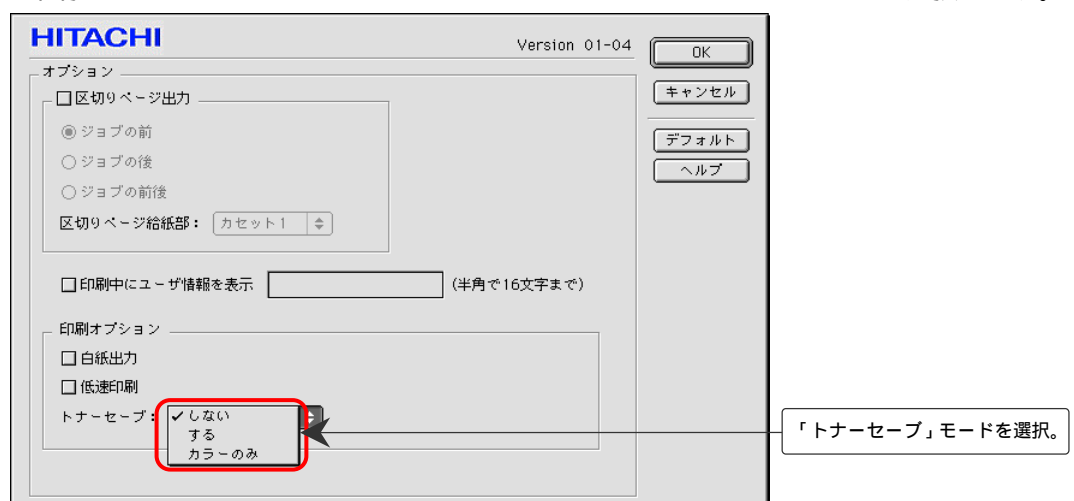 HITACHI
Version 01-04
OK
オプション
キャンセル
区切りページ出力
ジョブの前
デフォルト
ジョブの後
ヘルプ
ジョブの前後
区切りページ給紙部： カセット1
印刷中にユーザ情報を表示 (半角で16文字まで)
印刷オプション
白紙出力
低速印刷
トナーセーブ： ✓しない
する
カラーのみ
「トナーセーブ」モードを選択。